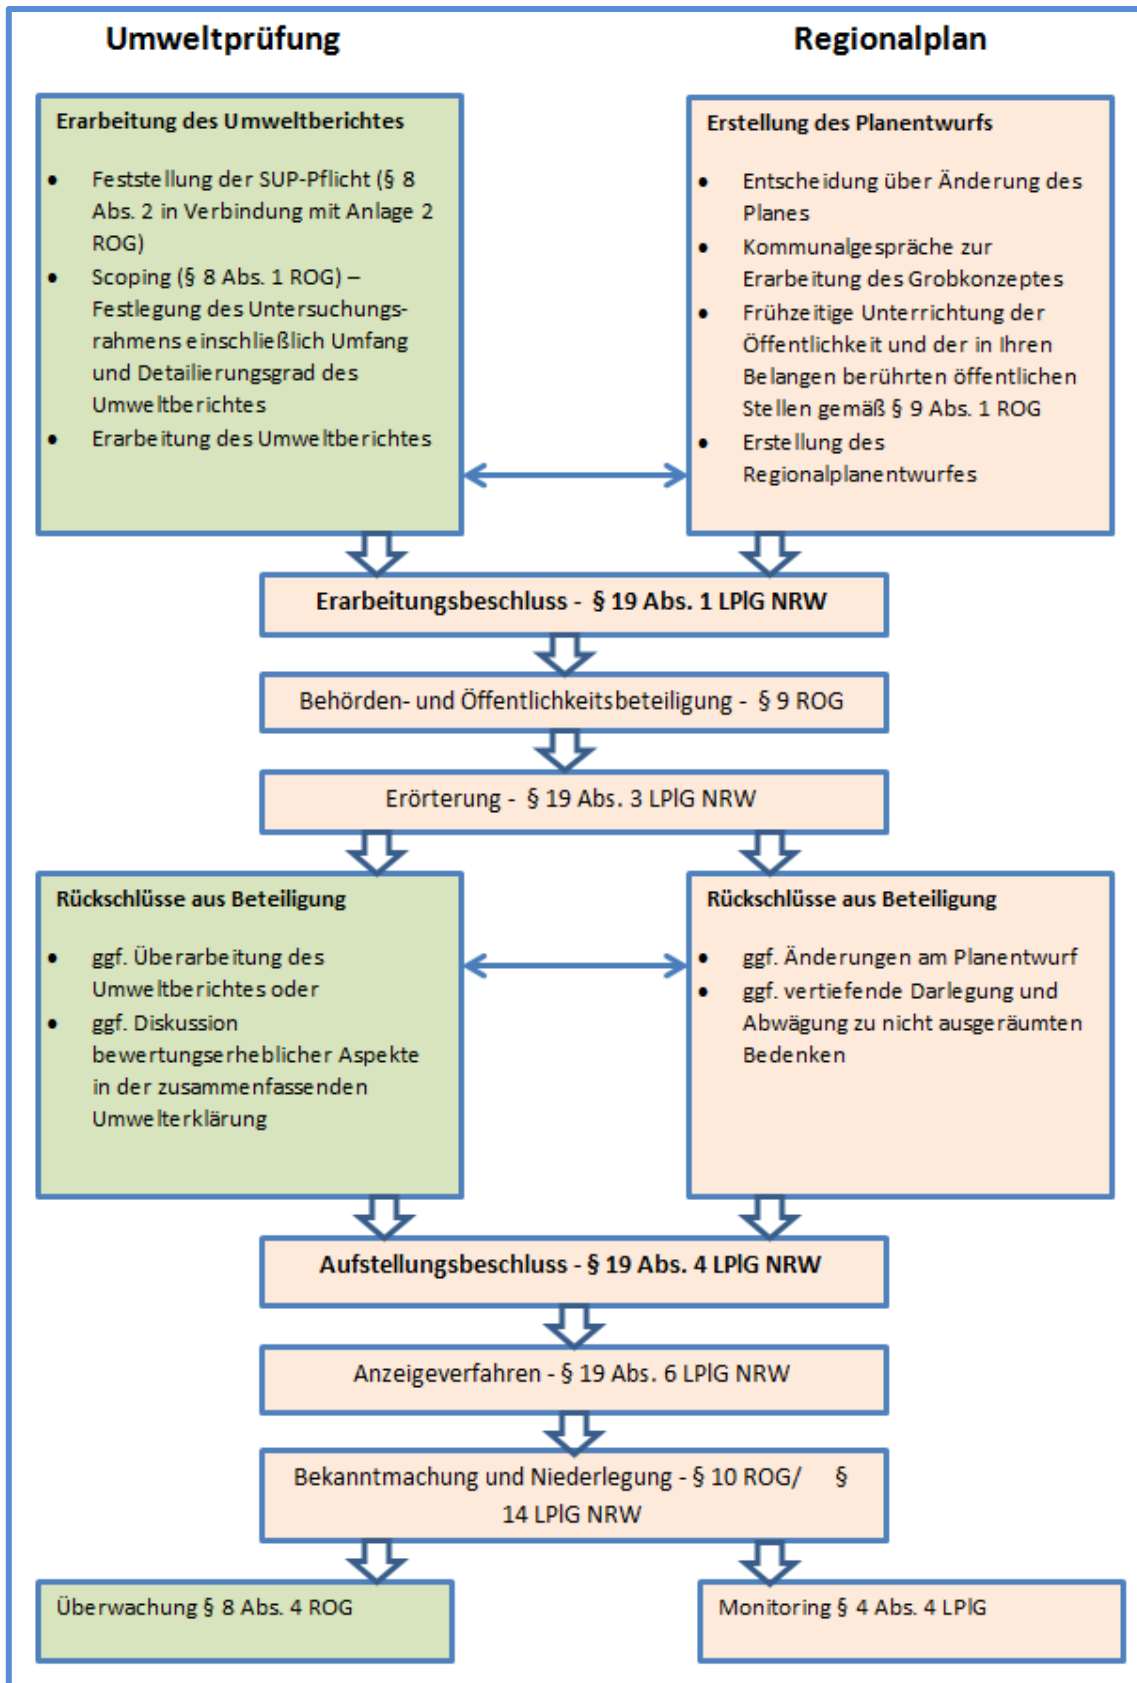 Umweltprüfung
Regionalplan
Erarbeitung des Umweltberichtes
• Feststellung der SUP-Pflicht (§ 8
Abs. 2 in Verbindung mit Anlage 2
ROG)
• Scoping (§ 8 Abs. 1 ROG) –
Festlegung des Untersuchungs-
rahmens einschließlich Umfang
und Detailierungsgrad des
Umweltberichtes
• Erarbeitung des Umweltberichtes
Erstellung des Planentwurfs
• Entscheidung über Änderung des
Planes
• Kommunalgespräche zur
Erarbeitung des Grobkonzeptes
• Frühzeitige Unterrichtung der
Öffentlichkeit und der in Ihren
Belangen berührten öffentlichen
Stellen gemäß § 9 Abs. 1 ROG
• Erstellung des
Regionalplanentwurfes
Erarbeitungsbeschluss - § 19 Abs. 1 LPlG NRW
Behörden- und Öffentlichkeitsbeteiligung - § 9 ROG
Erörterung - § 19 Abs. 3 LPlG NRW
Rückschlüsse aus Beteiligung
• ggf. Überarbeitung des
Umweltberichtes oder
• ggf. Diskussion
bewertungserheblicher Aspekte
in der zusammenfassenden
Umwelterklärung
Rückschlüsse aus Beteiligung
• ggf. Änderungen am Planentwurf
• ggf. vertiefende Darlegung und
Abwägung zu nicht ausgeräumten
Bedenken
Aufstellungsbeschluss - § 19 Abs. 4 LPlG NRW
Anzeigeverfahren - § 19 Abs. 6 LPlG NRW
Bekanntmachung und Niederlegung - § 10 ROG/ §
14 LPlG NRW
Überwachung § 8 Abs. 4 ROG
Monitoring § 4 Abs. 4 LPlG